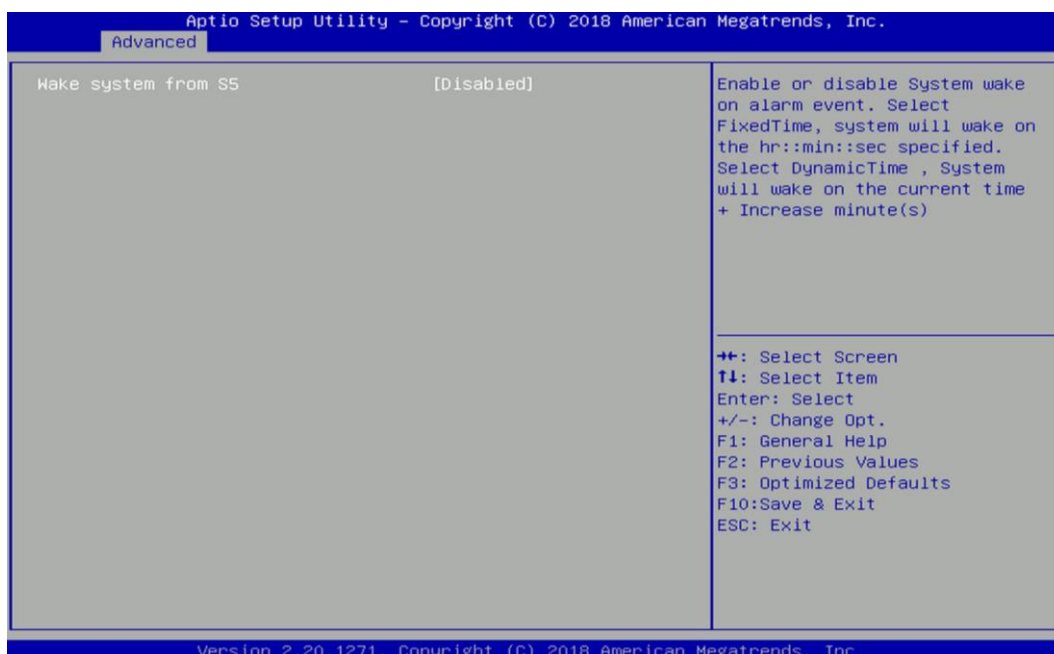 Aptio Setup Utility – Copyright (C) 2018 American Megatrends, Inc.
Advanced
Wake system from S5 [Disabled]
Enable or disable System wake
on alarm event. Select
FixedTime, system will wake on
the hr::min::sec specified.
Select DynamicTime , System
will wake on the current time
+ Increase minute(s)
→←: Select Screen
↑↓: Select Item
Enter: Select
+/-: Change Opt.
F1: General Help
F2: Previous Values
F3: Optimized Defaults
F10:Save & Exit
ESC: Exit
Version 2.20.1271. Copyright (C) 2018 American Megatrends, Inc.